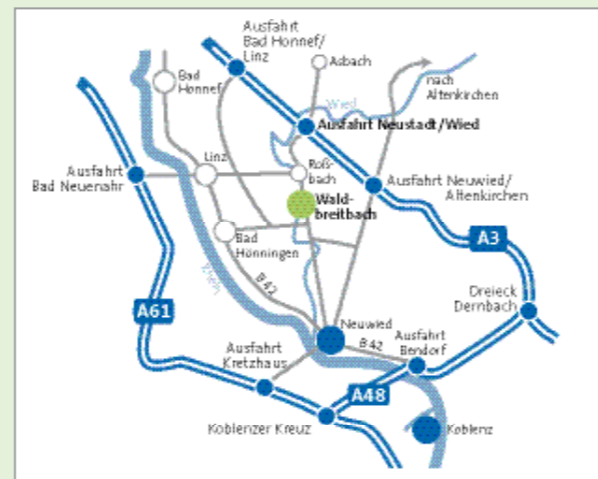 Ausfahrt
Bad Honnef/
Linz
Asbach
Bad
Honnef
nach
Altenkirchen
Wied
Ausfahrt Neustadt/Wied
Linz
Roß-
bach
Ausfahrt
Bad Neuenahr
Ausfahrt Neuwied/
Altenkirchen
Wald-
breitbach
A3
Bad
Hönningen
Rhein
B 42
Dreieck
Dernbach
A61
Neuwied
B 42
Ausfahrt
Bendorf
Ausfahrt
Kretzhaus
A48
Koblenzer Kreuz
Koblenz